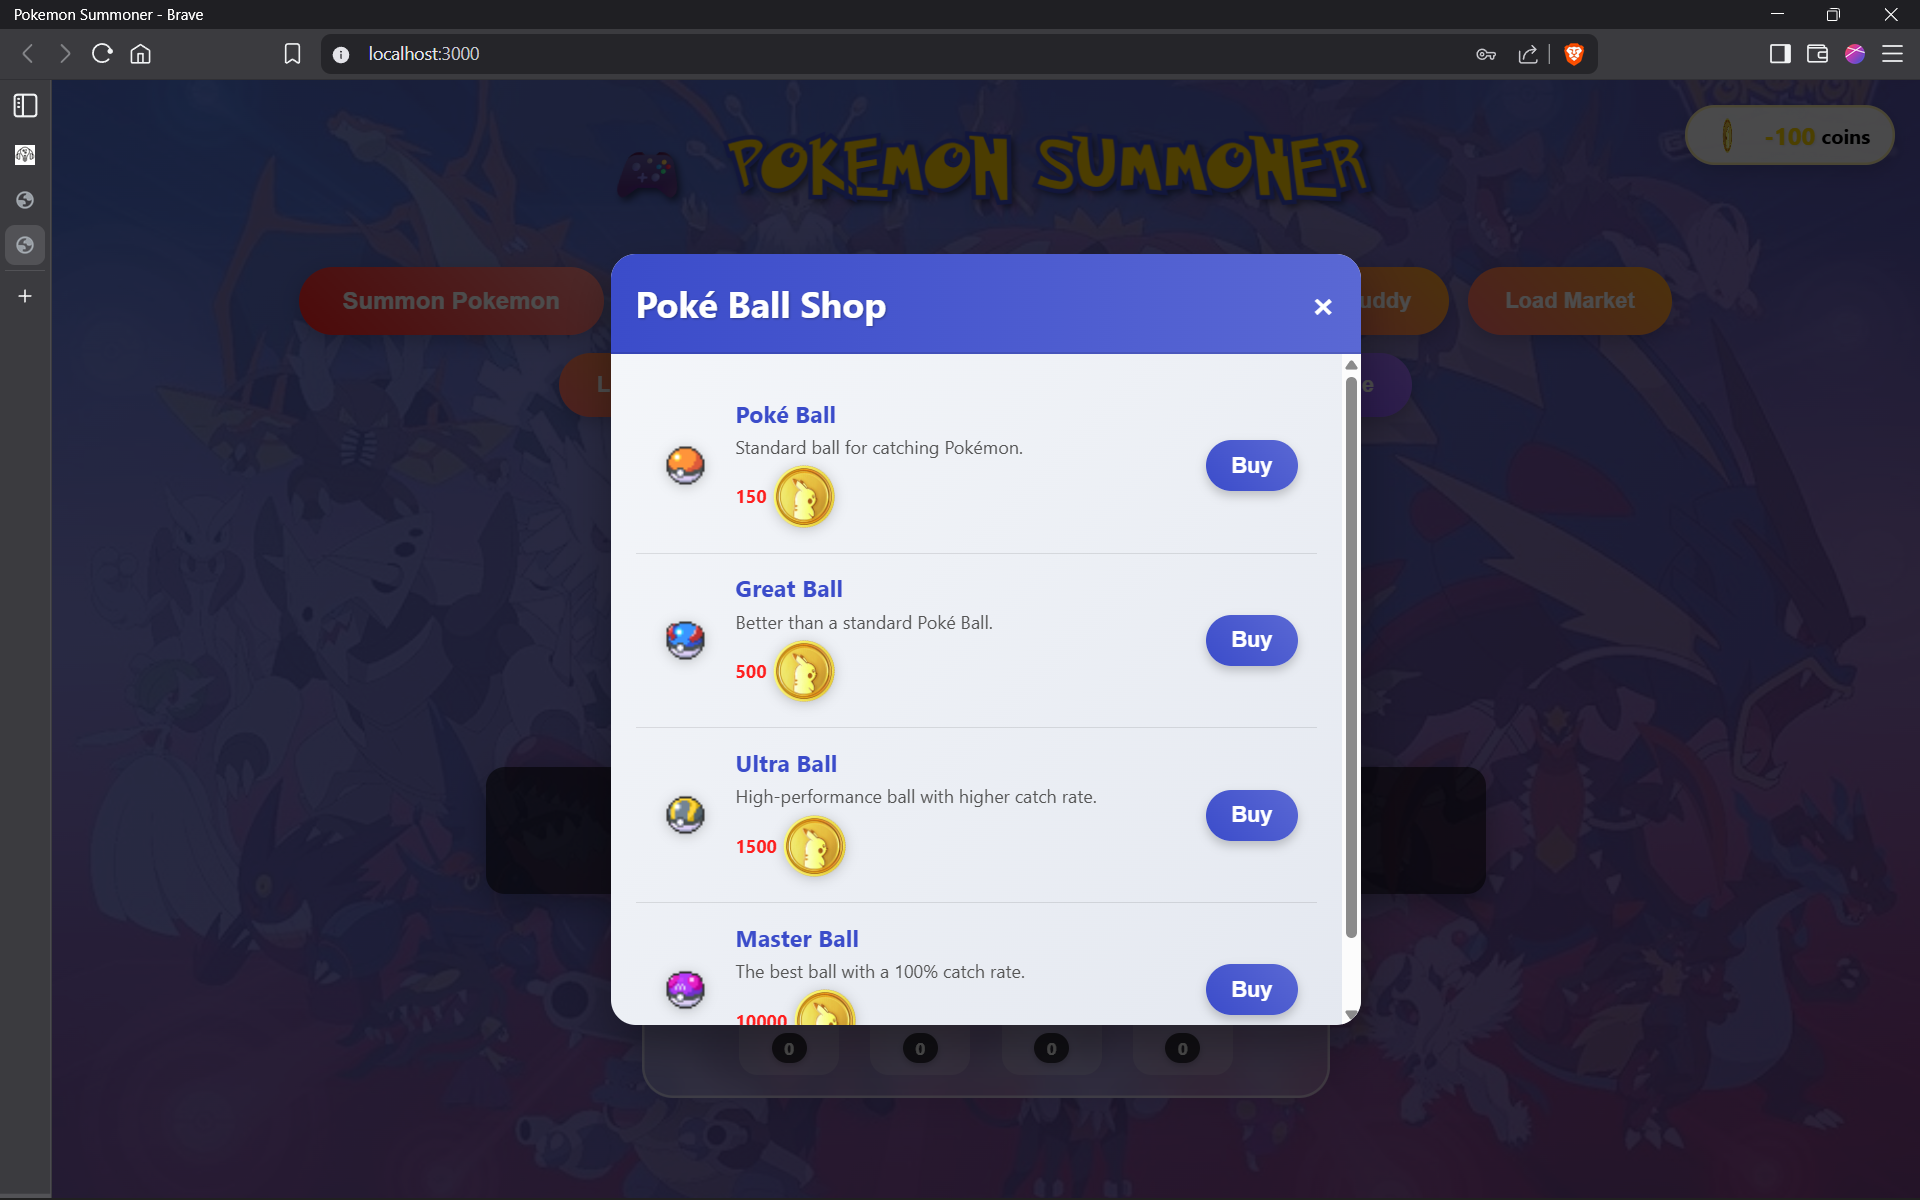 Pokemon Summoner - Brave
localhost:3000
POKEMON SUMMONER
-100 coins
Summon Pokemon
uddy
Load Market
L
e
Poké Ball Shop
×
Poké Ball
Standard ball for catching Pokémon.
150
Buy
Great Ball
Better than a standard Poké Ball.
500
Buy
Ultra Ball
High-performance ball with higher catch rate.
1500
Buy
Master Ball
The best ball with a 100% catch rate.
10000
Buy
0 0 0 0